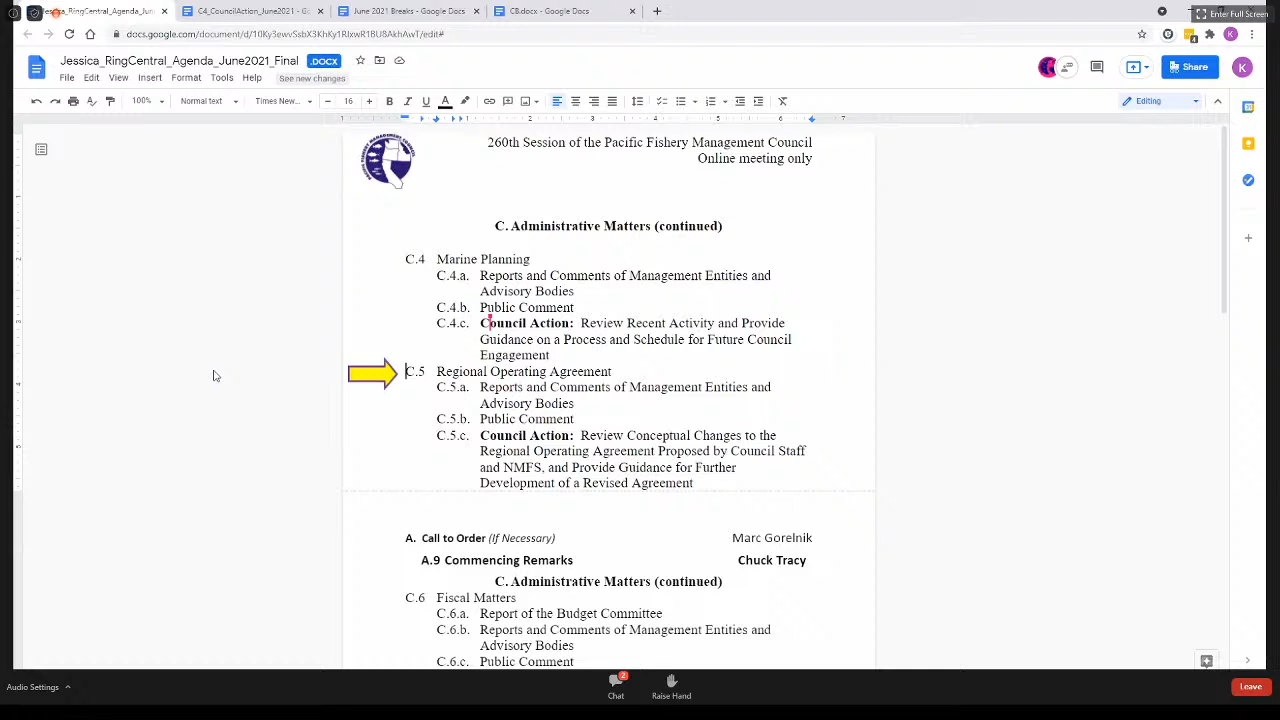 Jessica_RingCentral_Agenda_June2021_
C4_CouncilAction_June2021 - Go
June 2021 Breaks - Google Docs
CB.docx - Google Docs
Enter Full Screen
docs.google.com/document/d/10Ky3ewvSsbX3KhKy1RIxwR1BU8AkhAwT/edit#
Jessica_RingCentral_Agenda_June2021_Final .DOCX
Share
K
File Edit View Insert Format Tools Help See new changes
100% Normal text Times New... 16 Editing
260th Session of the Pacific Fishery Management Council
Online meeting only
C. Administrative Matters (continued)
C.4 Marine Planning
C.4.a. Reports and Comments of Management Entities and
Advisory Bodies
C.4.b. Public Comment
C.4.c. Council Action: Review Recent Activity and Provide
Guidance on a Process and Schedule for Future Council
Engagement
C.5 Regional Operating Agreement
C.5.a. Reports and Comments of Management Entities and
Advisory Bodies
C.5.b. Public Comment
C.5.c. Council Action: Review Conceptual Changes to the
Regional Operating Agreement Proposed by Council Staff
and NMFS, and Provide Guidance for Further
Development of a Revised Agreement
A. Call to Order (If Necessary) Marc Gorelnik
A.9 Commencing Remarks Chuck Tracy
C. Administrative Matters (continued)
C.6 Fiscal Matters
C.6.a. Report of the Budget Committee
C.6.b. Reports and Comments of Management Entities and
Advisory Bodies
C.6.c. Public Comment
Audio Settings
2
Chat
Raise Hand
Leave